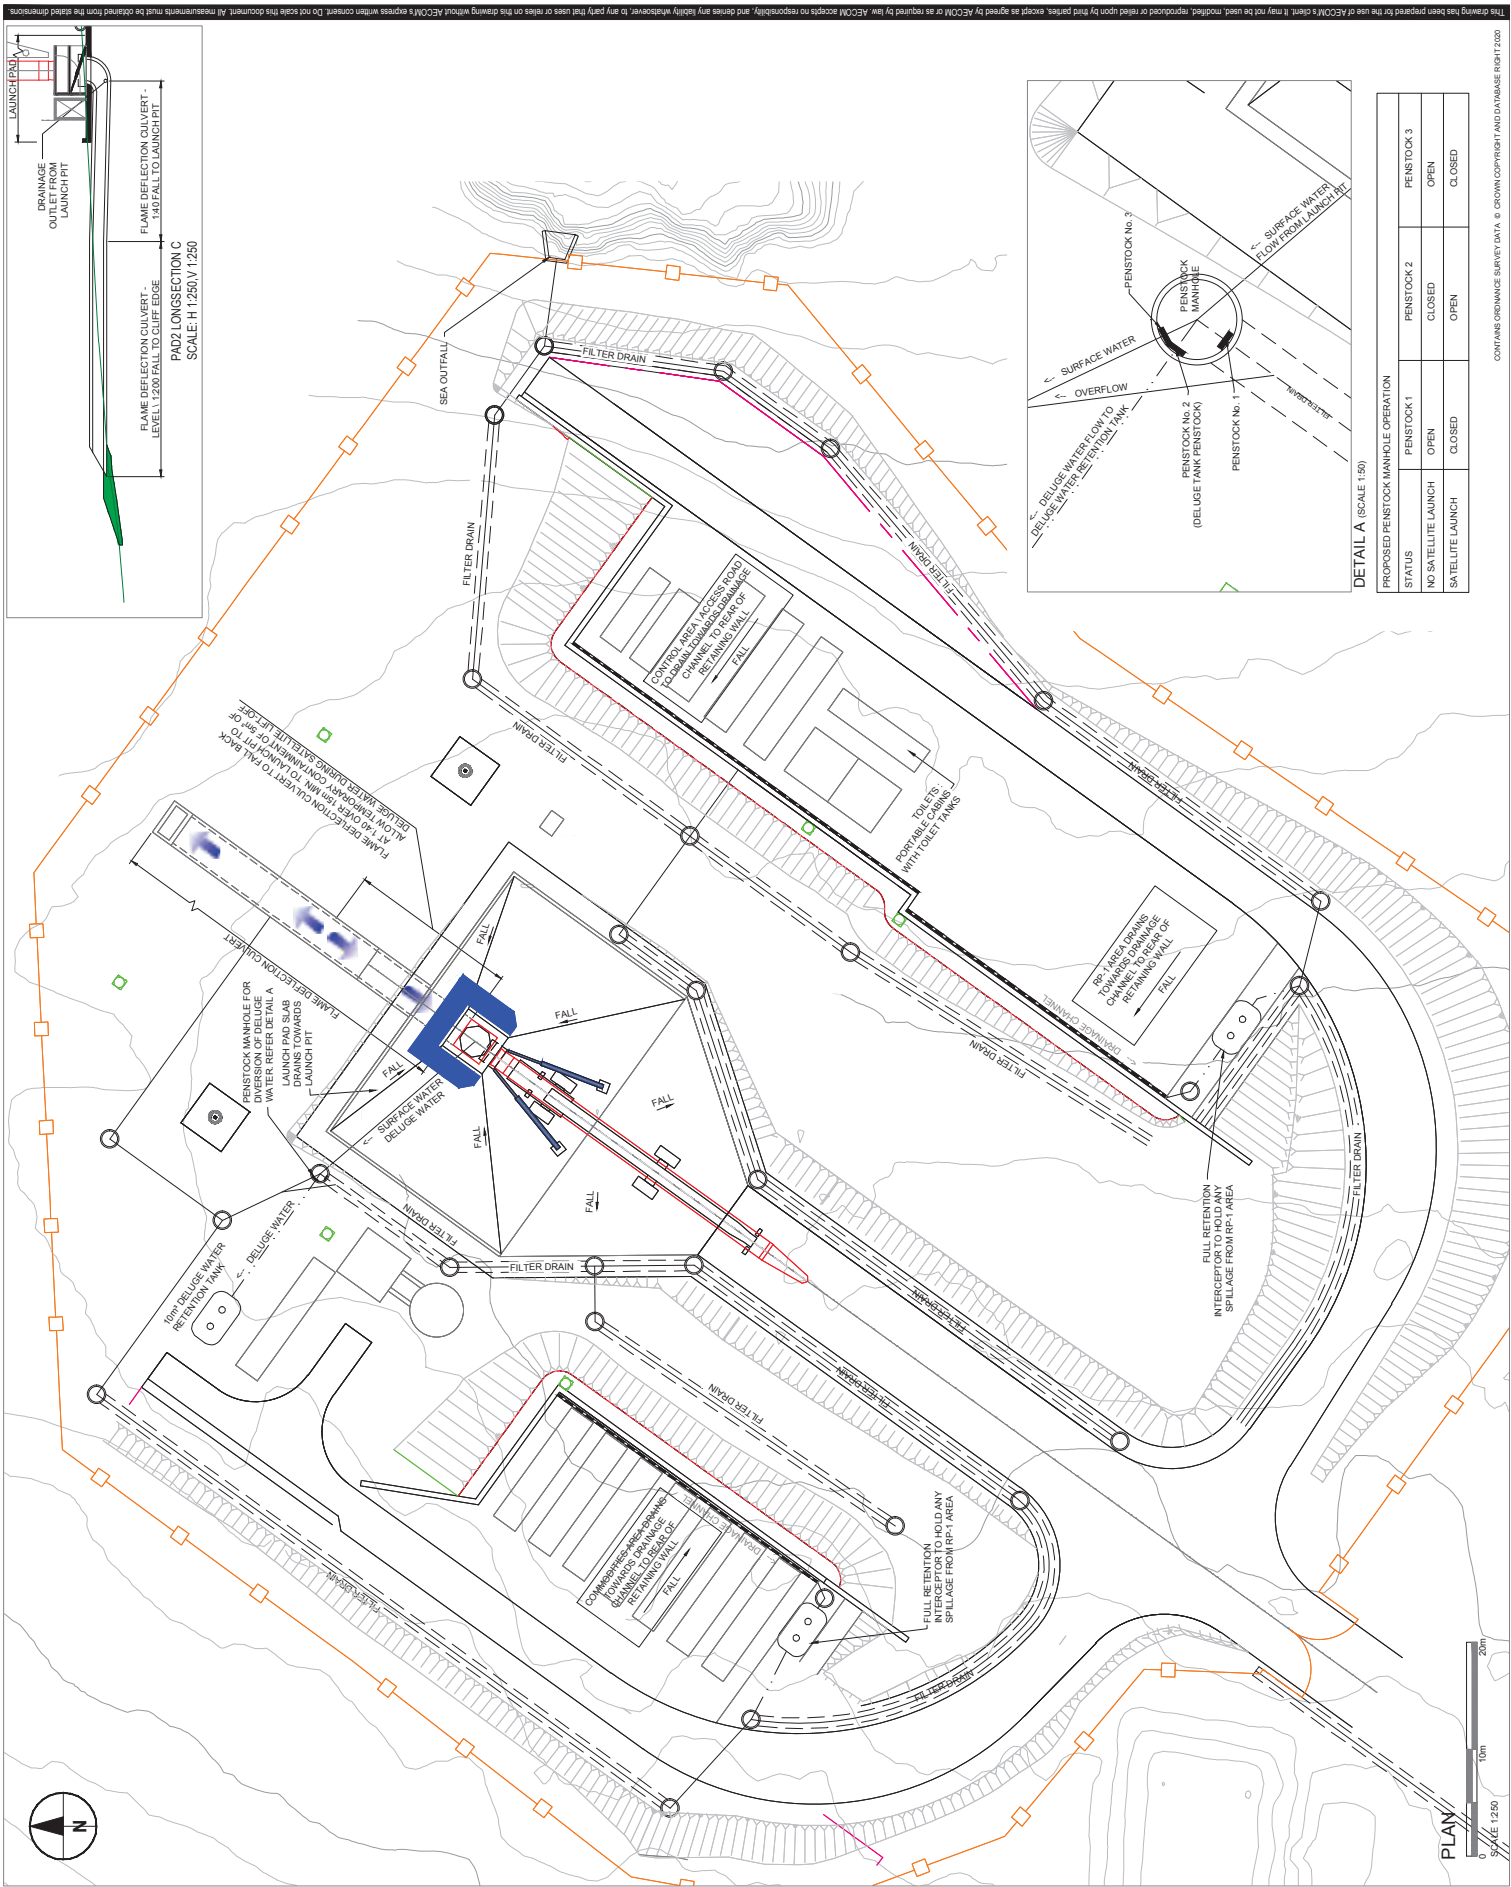 This drawing has been prepared for the use of AECOM's client. It may not be used, modified, reproduced or relied upon by third parties, except as agreed by AECOM or as required by law. AECOM accepts no responsibility, and denies any liability whatsoever, to any party that uses or relies on this drawing without AECOM's express written consent. Do not scale this document. All measurements must be obtained from the stated dimensions.
LAUNCH PAD
DRAINAGE
OUTLET FROM
LAUNCH PIT
FLAME DEFLECTION CULVERT -
1:40 FALL TO LAUNCH PIT
FLAME DEFLECTION CULVERT -
LEVEL \ 1:200 FALL TO CLIFF EDGE
PAD2 LONGSECTION C
SCALE: H 1:250,V 1:250
SEA OUTFALL
FILTER DRAIN
FILTER DRAIN
FILTER DRAIN
FILTER DRAIN
FILTER DRAIN
CONTROL AREA \ ACCESS ROAD
TO DRAIN TOWARDS DRAINAGE
CHANNEL TO REAR OF
RETAINING WALL
FALL
TOILETS -
PORTABLE CABINS
WITH TOILET TANKS
RP-1 AREA DRAINS
TOWARDS DRAINAGE
CHANNEL TO REAR OF
RETAINING WALL
FALL
<- DRAINAGE CHANNEL
FILTER DRAIN
FULL RETENTION
INTERCEPTOR TO HOLD ANY
SPILLAGE FROM RP-1 AREA
FILTER DRAIN
FLAME DEFLECTION CULVERT TO FALL BACK
AT 1:40 OVER 15m MIN. TO LAUNCH PIT TO
ALLOW TEMPORARY CONTAINMENT OF 5m³ OF
DELUGE WATER DURING SATELLITE LIFT-OFF
FLAME DEFLECTION CULVERT
PENSTOCK MANHOLE FOR
DIVERSION OF DELUGE
WATER. REFER DETAIL A
LAUNCH PAD SLAB
DRAINS TOWARDS
LAUNCH PIT
FALL
FALL
FALL
FALL
FALL
FALL
<- SURFACE WATER
DELUGE WATER
<- DELUGE WATER
10m³ DELUGE WATER
RETENTION TANK
FILTER DRAIN
FILTER DRAIN
FILTER DRAIN
FILTER DRAIN
FILTER DRAIN
FILTER DRAIN
COMMODITIES AREA DRAINS
TOWARDS DRAINAGE
CHANNEL TO REAR OF
RETAINING WALL
FALL
<- DRAINAGE CHANNEL
FULL RETENTION
INTERCEPTOR TO HOLD ANY
SPILLAGE FROM RP-1 AREA
FILTER DRAIN
N
PENSTOCK No. 3
PENSTOCK
MANHOLE
<- SURFACE WATER
FLOW FROM LAUNCH PIT
<- SURFACE WATER
<- OVERFLOW
<- DELUGE WATER FLOW TO
DELUGE WATER RETENTION TANK
PENSTOCK No. 2
(DELUGE TANK PENSTOCK)
PENSTOCK No. 1
FILTER DRAIN
DETAIL A (SCALE 1:50)
PROPOSED PENSTOCK MANHOLE OPERATION
STATUS PENSTOCK 1 PENSTOCK 2 PENSTOCK 3
NO SATELLITE LAUNCH OPEN CLOSED OPEN
SATELLITE LAUNCH CLOSED OPEN CLOSED
CONTAINS ORDNANCE SURVEY DATA © CROWN COPYRIGHT AND DATABASE RIGHT 2020
PLAN
0 10m 20m
SCALE 1:250